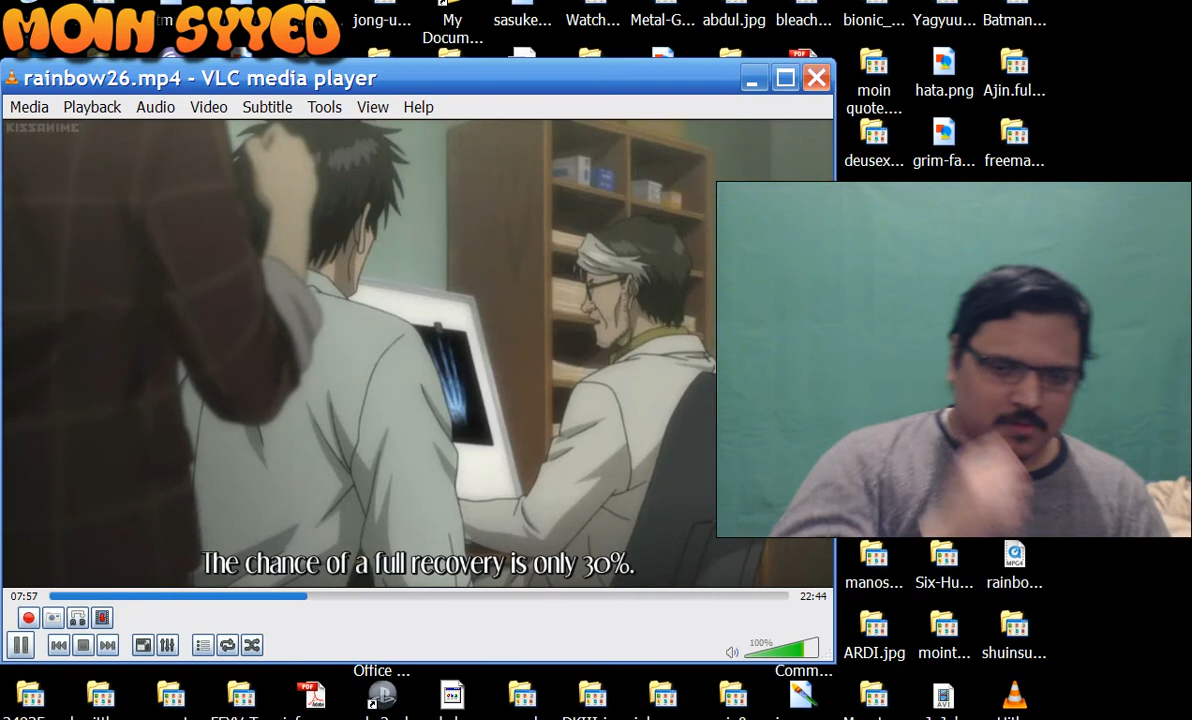 jong-u...
My
Docum...
sasuke...
Watch...
Metal-G...
abdul.jpg
bleach...
bionic_...
Yagyuu...
Batman...
MOIN SYYED
rainbow26.mp4 - VLC media player
Media Playback Audio Video Subtitle Tools View Help
KISSANIME
moin
quote....
hata.png
Ajin.ful...
deusex...
grim-fa...
freema...
The chance of a full recovery is only 30%.
07:57
22:44
100%
manos...
Six-Hu...
rainbo...
ARDI.jpg
moint...
shuinsu...
Office ...
Comm...